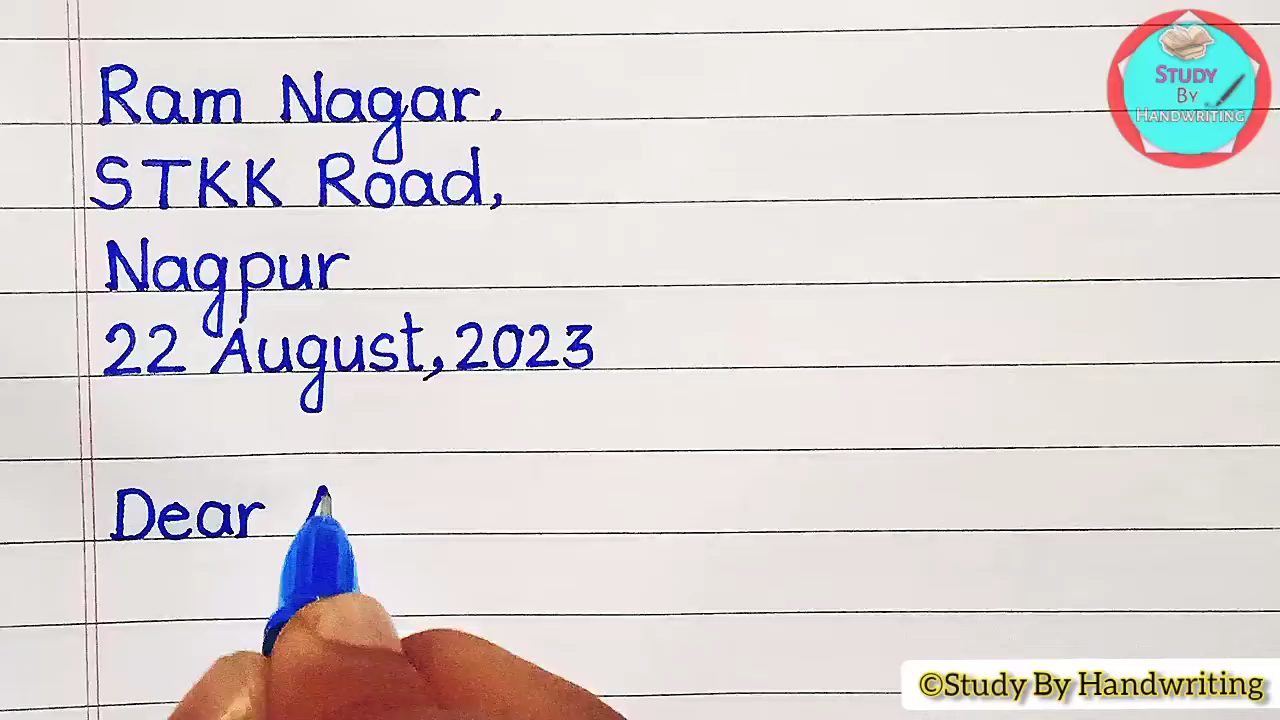 Ram Nagar,
STKK Road,
Nagpur
22 August, 2023
Dear
STUDY
BY
HANDWRITING
©Study By Handwriting